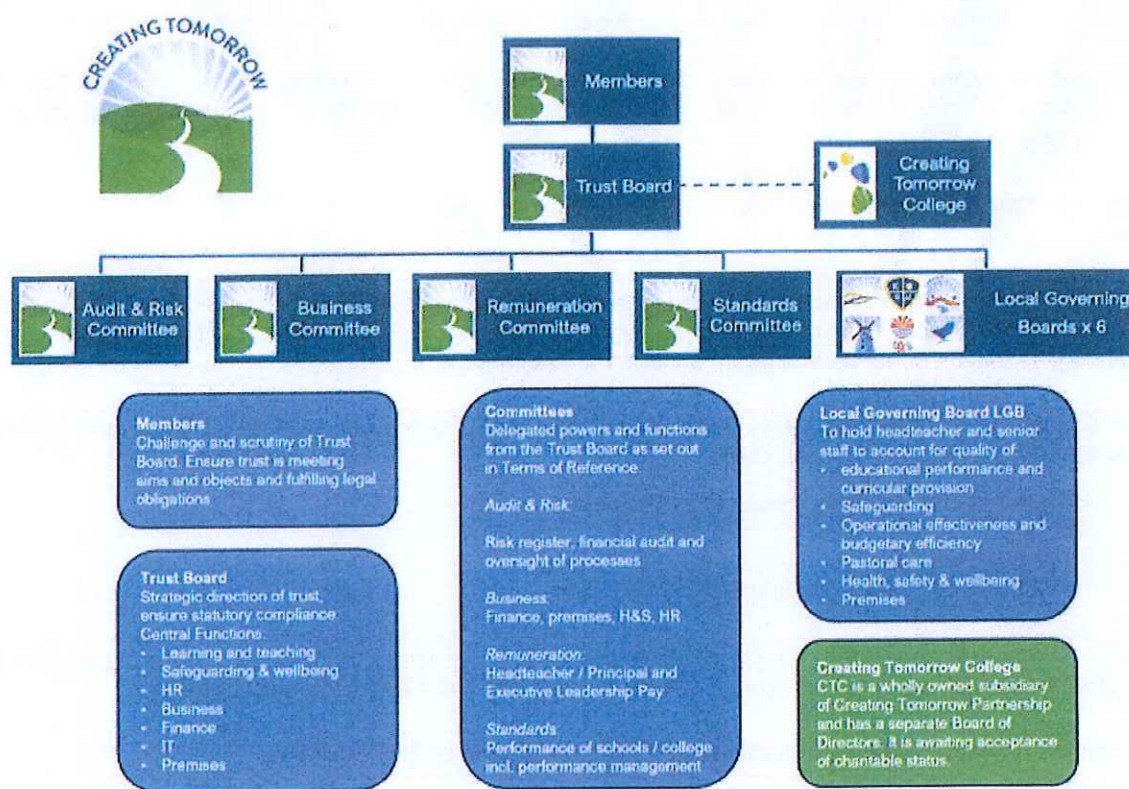 CREATING TOMORROW
Members
Trust Board
Creating
Tomorrow
College
Audit & Risk
Committee
Business
Committee
Remuneration
Committee
Standards
Committee
Local Governing
Boards x 6
Members
Challenge and scrutiny of Trust
Board. Ensure trust is meeting
aims and objects and fulfilling legal
obligations
Trust Board
Strategic direction of trust,
ensure statutory compliance
Central Functions:
• Learning and teaching
• Safeguarding & wellbeing
• HR
• Business
• Finance
• IT
• Premises
Committees
Delegated powers and functions
from the Trust Board as set out
in Terms of Reference.
Audit & Risk:
Risk register, financial audit and
oversight of processes
Business:
Finance, premises, H&S, HR
Remuneration:
Headteacher / Principal and
Executive Leadership Pay
Standards
Performance of schools / college
incl. performance management
Local Governing Board LGB
To hold headteacher and senior
staff to account for quality of:
• educational performance and
curricular provision
• Safeguarding
• Operational effectiveness and
budgetary efficiency
• Pastoral care
• Health, safety & wellbeing
• Premises
Creating Tomorrow College
CTC is a wholly owned subsidiary
of Creating Tomorrow Partnership
and has a separate Board of
Directors. It is awaiting acceptance
of charitable status.